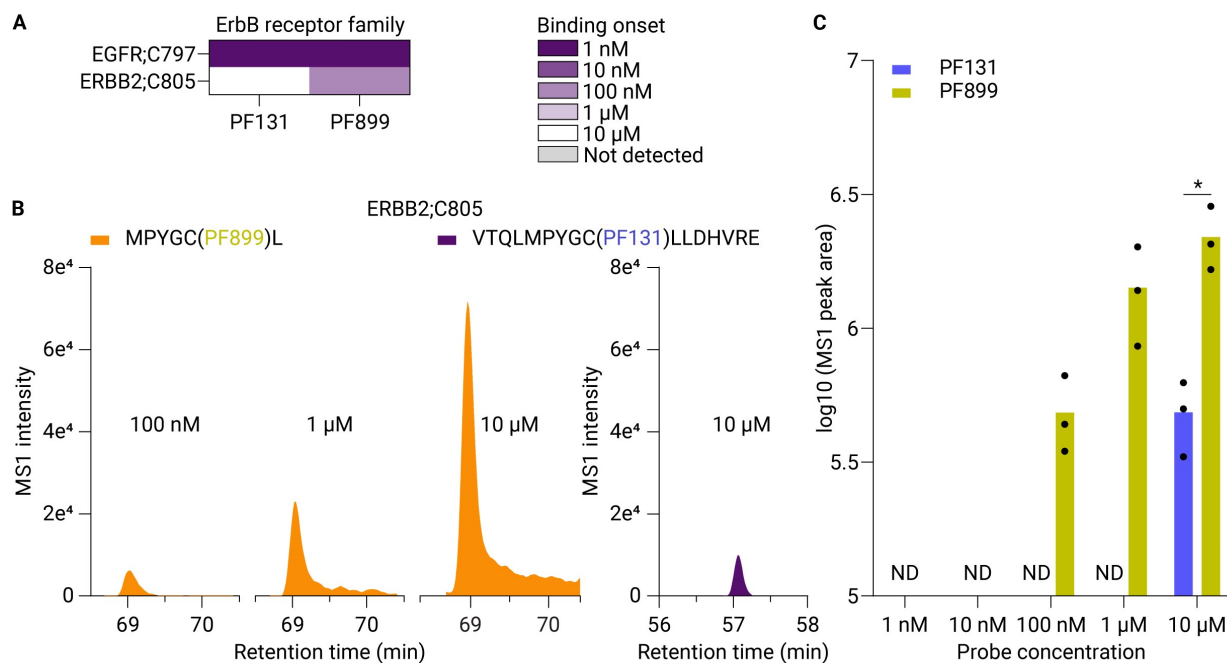 A
ErbB receptor family
EGFR;C797
ERBB2;C805
PF131
PF899
Binding onset
1 nM
10 nM
100 nM
1 µM
10 µM
Not detected
B
ERBB2;C805
MPYGC(PF899)L
VTQLMPYGC(PF131)LLDHVRE
MS1 intensity
8e⁴
6e⁴
4e⁴
2e⁴
0
100 nM
1 µM
10 µM
69 70 69 70 69 70
Retention time (min)
MS1 intensity
8e⁴
6e⁴
4e⁴
2e⁴
0
10 µM
56 57 58
Retention time (min)
C
PF131
PF899
log10 (MS1 peak area)
7
6.5
6
5.5
5
*
ND ND ND ND
1 nM 10 nM 100 nM 1 µM 10 µM
Probe concentration